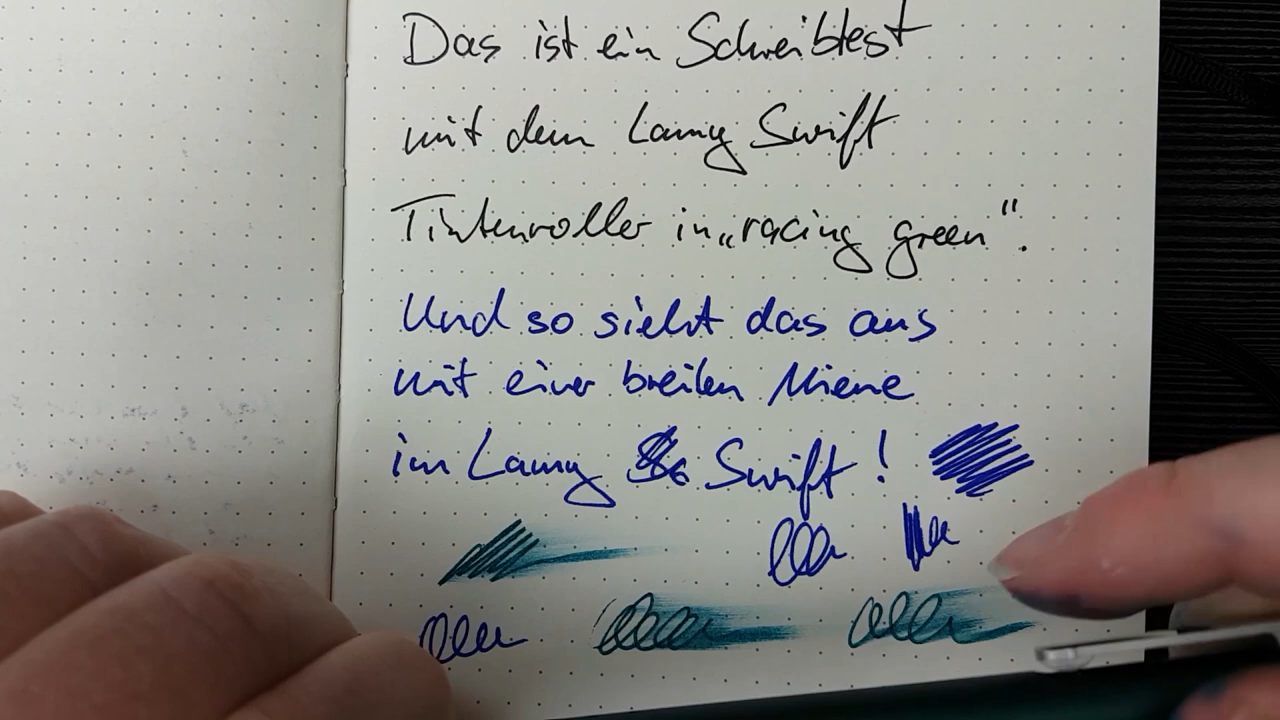 Das ist ein Schreibtest
mit dem Lamy Swift
Tintenroller in „racing green“.
Und so sieht das aus
mit einer breiten Miene
im Lamy Swift!